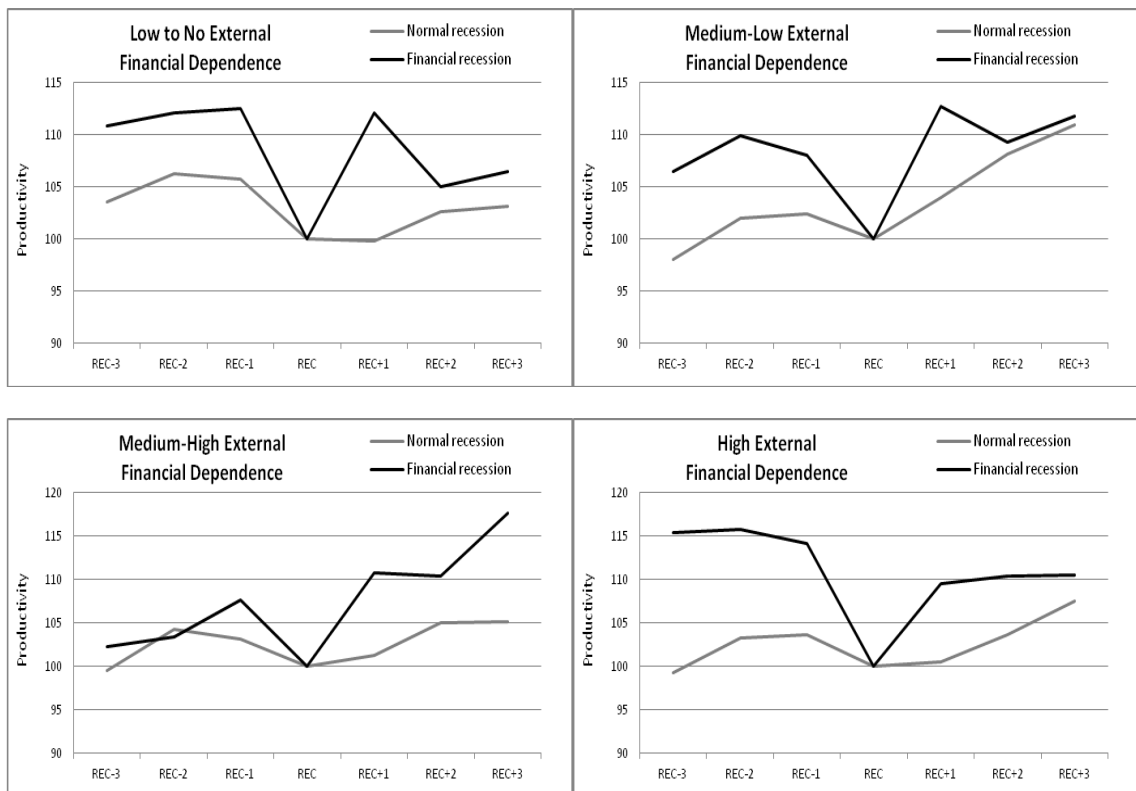 Low to No External
Financial Dependence
Normal recession
Financial recession
Productivity
115
110
105
100
95
90
REC-3 REC-2 REC-1 REC REC+1 REC+2 REC+3
Medium-Low External
Financial Dependence
Normal recession
Financial recession
Productivity
115
110
105
100
95
90
REC-3 REC-2 REC-1 REC REC+1 REC+2 REC+3
Medium-High External
Financial Dependence
Normal recession
Financial recession
Productivity
120
115
110
105
100
95
90
REC-3 REC-2 REC-1 REC REC+1 REC+2 REC+3
High External
Financial Dependence
Normal recession
Financial recession
Productivity
120
115
110
105
100
95
90
REC-3 REC-2 REC-1 REC REC+1 REC+2 REC+3